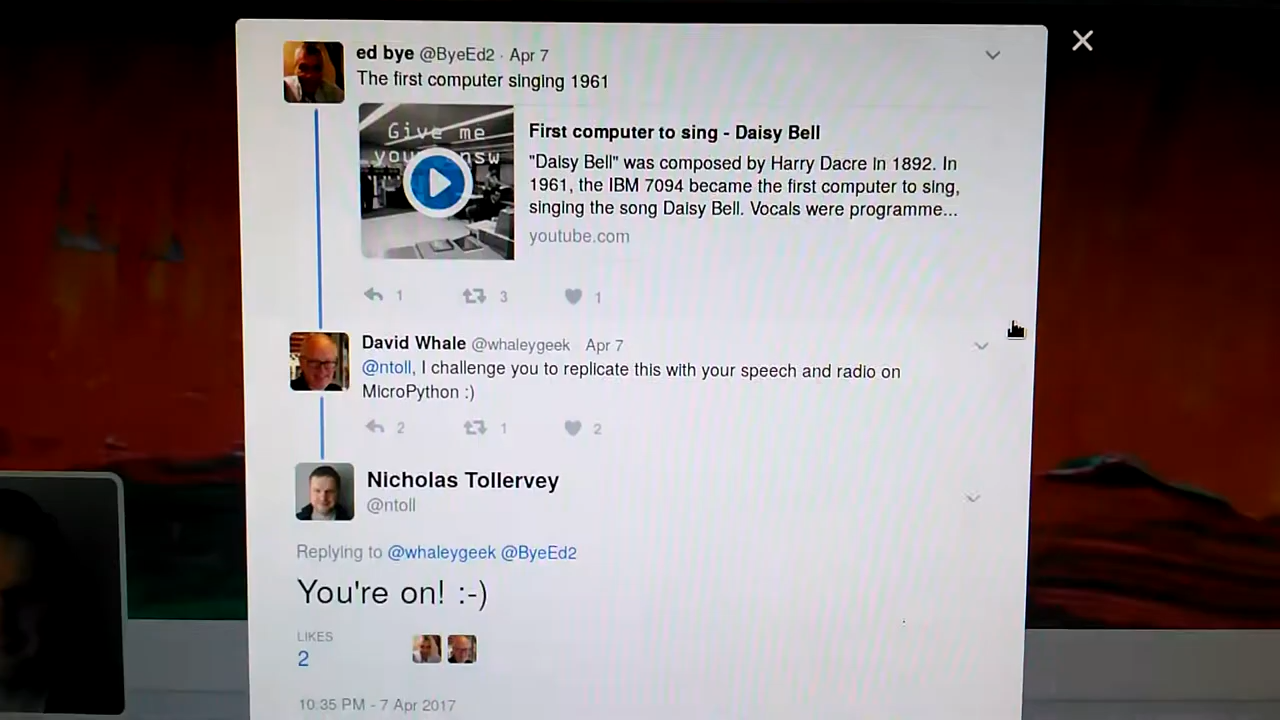 ed bye @ByeEd2 · Apr 7
The first computer singing 1961
Give me
your answ
First computer to sing - Daisy Bell
"Daisy Bell" was composed by Harry Dacre in 1892. In
1961, the IBM 7094 became the first computer to sing,
singing the song Daisy Bell. Vocals were programme...
youtube.com
1 3 1
David Whale @whaleygeek Apr 7
@ntoll, I challenge you to replicate this with your speech and radio on
MicroPython :)
2 1 2
Nicholas Tollervey
@ntoll
Replying to @whaleygeek @ByeEd2
You're on! :-)
LIKES
2
10:35 PM - 7 Apr 2017